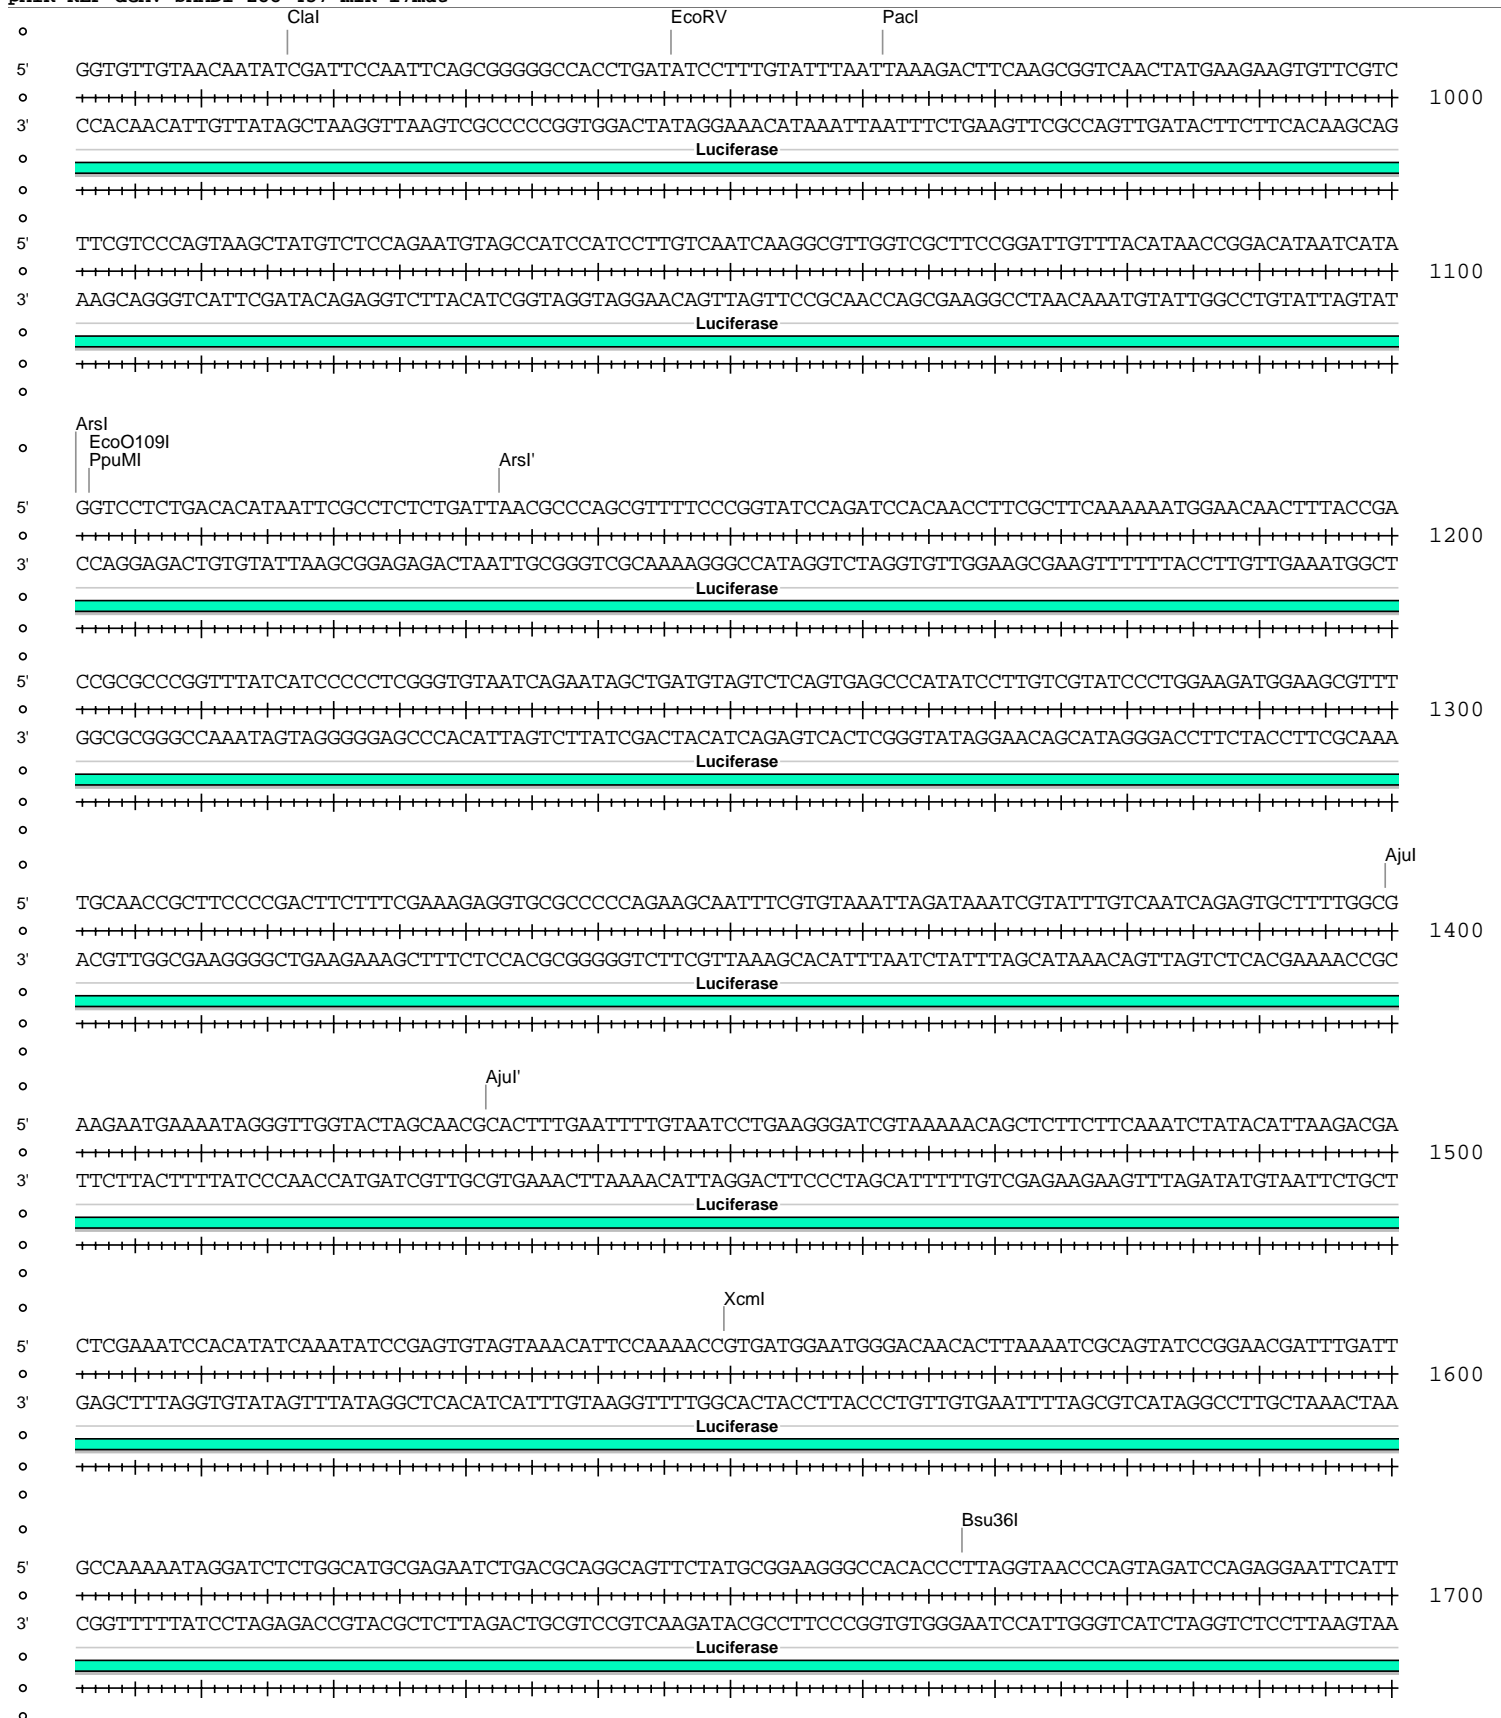 ClaI EcoRV PacI
5' GGTGTTGTAACAATATCGATTCCAATTCAGCGGGGGCCACCTGATATCCTTTGTATTTAATTAAAGACTTCAAGCGGTCAACTATGAAGAAGTGTTCGTC
1000
3' CCACAACATTGTTATAGCTAAGGTTAAGTCGCCCCCGGTGGACTATAGGAAACATAAATTAATTTCTGAAGTTCGCCAGTTGATACTTCTTCACAAGCAG
Luciferase
5' TTCGTCCCAGTAAGCTATGTCTCCAGAATGTAGCCATCCATCCTTGTCAATCAAGGCGTTGGTCGCTTCCGGATTGTTTACATAACCGGACATAATCATA
1100
3' AAGCAGGGTCATTCGATACAGAGGTCTTACATCGGTAGGTAGGAACAGTTAGTTCCGCAACCAGCGAAGGCCTAACAAATGTATTGGCCTGTATTAGTAT
Luciferase
ArsI
EcoO109I
PpuMI ArsI'
5' GGTCCTCTGACACATAATTCGCCTCTCTGATTAACGCCCAGCGTTTTCCCGGTATCCAGATCCACAACCTTCGCTTCAAAAAATGGAACAACTTTACCGA
1200
3' CCAGGAGACTGTGTATTAAGCGGAGAGACTAATTGCGGGTCGCAAAAGGGCCATAGGTCTAGGTGTTGGAAGCGAAGTTTTTTACCTTGTTGAAATGGCT
Luciferase
5' CCGCGCCCGGTTTATCATCCCCCTCGGGTGTAATCAGAATAGCTGATGTAGTCTCAGTGAGCCCATATCCTTGTCGTATCCCTGGAAGATGGAAGCGTTT
1300
3' GGCGCGGGCCAAATAGTAGGGGGAGCCCACATTAGTCTTATCGACTACATCAGAGTCACTCGGGTATAGGAACAGCATAGGGACCTTCTACCTTCGCAAA
Luciferase
AjuI
5' TGCAACCGCTTCCCCGACTTCTTTCGAAAGAGGTGCGCCCCCAGAAGCAATTTCGTGTAAATTAGATAAATCGTATTTGTCAATCAGAGTGCTTTTGGCG
1400
3' ACGTTGGCGAAGGGGCTGAAGAAAGCTTTCTCCACGCGGGGGTCTTCGTTAAAGCACATTTAATCTATTTAGCATAAACAGTTAGTCTCACGAAAACCGC
Luciferase
AjuI'
5' AAGAATGAAAATAGGGTTGGTACTAGCAACGCACTTTGAATTTTGTAATCCTGAAGGGATCGTAAAAACAGCTCTTCTTCAAATCTATACATTAAGACGA
1500
3' TTCTTACTTTTATCCCAACCATGATCGTTGCGTGAAACTTAAAACATTAGGACTTCCCTAGCATTTTTGTCGAGAAGAAGTTTAGATATGTAATTCTGCT
Luciferase
XcmI
5' CTCGAAATCCACATATCAAATATCCGAGTGTAGTAAACATTCCAAAACCGTGATGGAATGGGACAACACTTAAAATCGCAGTATCCGGAACGATTTGATT
1600
3' GAGCTTTAGGTGTATAGTTTATAGGCTCACATCATTTGTAAGGTTTTGGCACTACCTTACCCTGTTGTGAATTTTAGCGTCATAGGCCTTGCTAAACTAA
Luciferase
Bsu36I
5' GCCAAAAATAGGATCTCTGGCATGCGAGAATCTGACGCAGGCAGTTCTATGCGGAAGGGCCACACCCTTAGGTAACCCAGTAGATCCAGAGGAATTCATT
1700
3' CGGTTTTTATCCTAGAGACCGTACGCTCTTAGACTGCGTCCGTCAAGATACGCCTTCCCGGTGTGGGAATCCATTGGGTCATCTAGGTCTCCTTAAGTAA
Luciferase